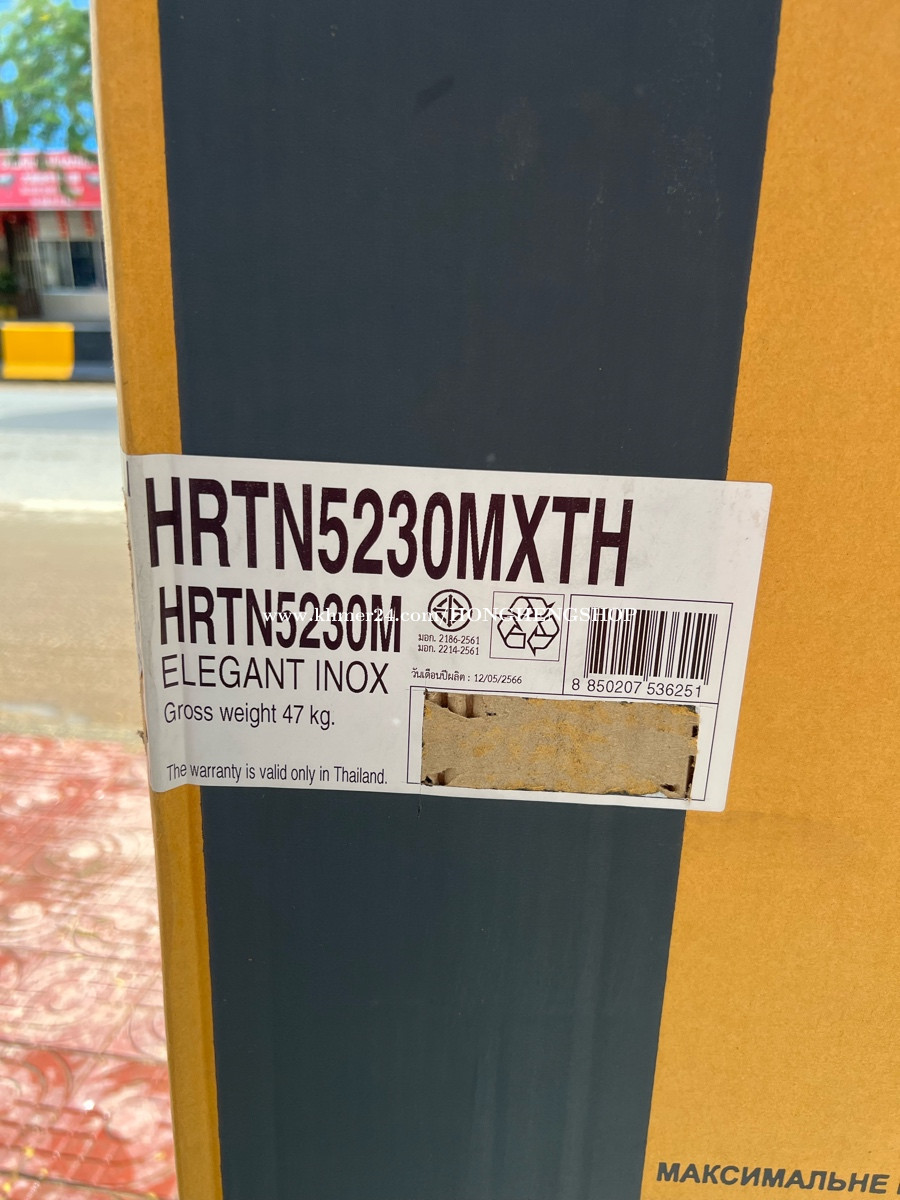 HRTN5230MXTH
HRTN5230M
www.khmer24.com/HONGHENGSHOP
มอก. 2186-2561
มอก. 2214-2561
ELEGANT INOX
วันเดือนปีผลิต : 12/05/2566
8 850207 536251
Gross weight 47 kg.
The warranty is valid only in Thailand.
МАКСИМАЛЬНЕ